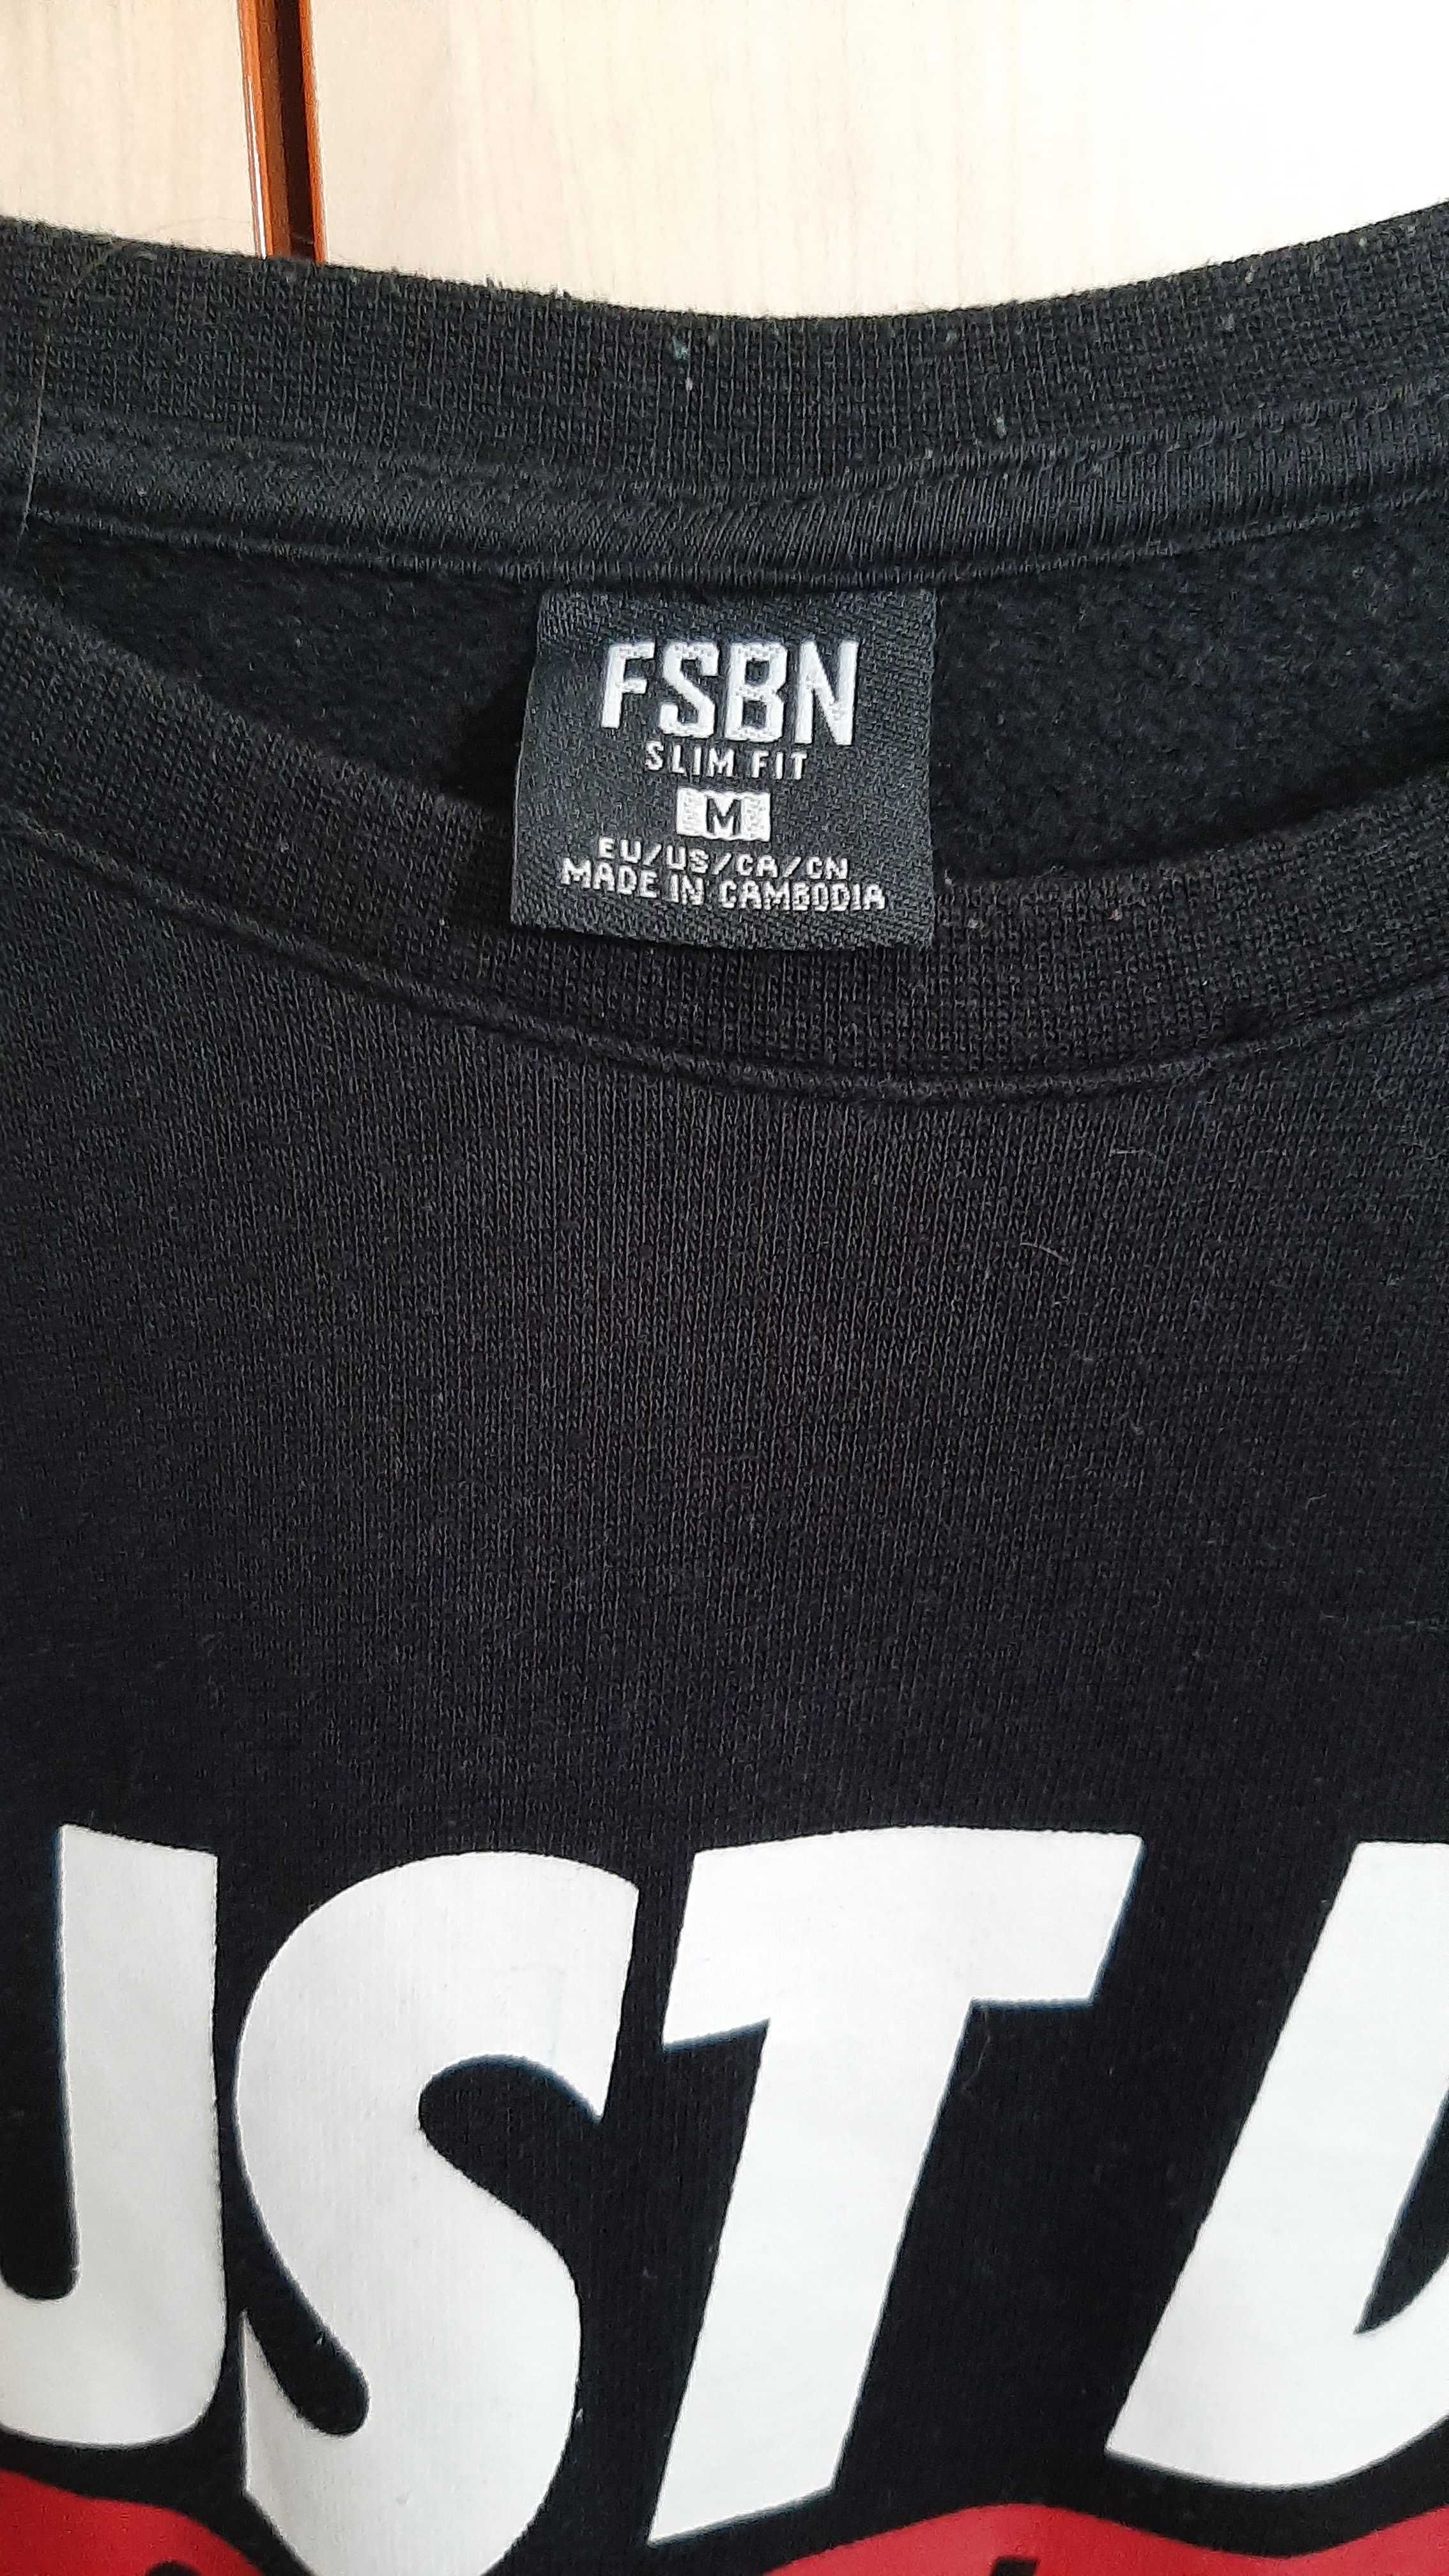 FSBN
SLIM FIT
M
EU/US/CA/CN
MADE IN CAMBODIA
UST